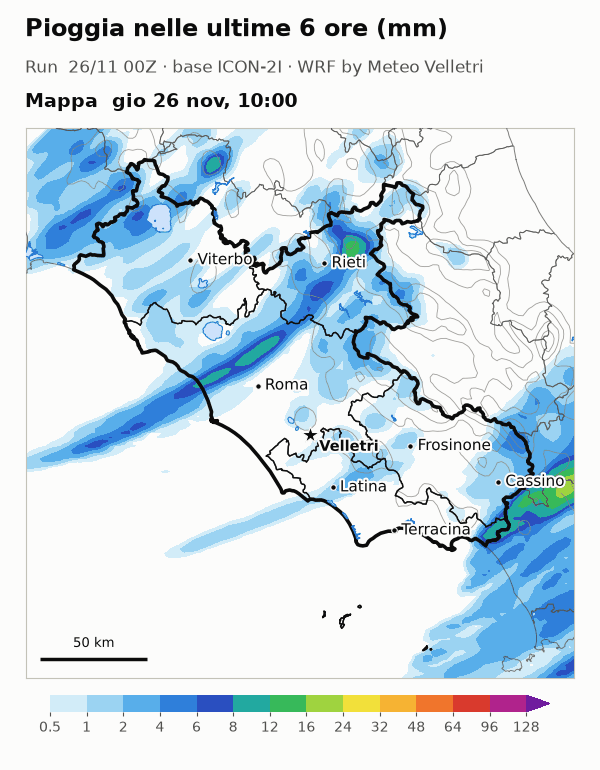 Pioggia nelle ultime 6 ore (mm)
Run  26/11 00Z · base ICON-2I · WRF by Meteo Velletri
Mappa  gio 26 nov, 10:00
Viterbo
Rieti
Roma
Velletri
Frosinone
Cassino
Latina
Terracina
50 km
0.5 1 2 4 6 8 12 16 24 32 48 64 96 128